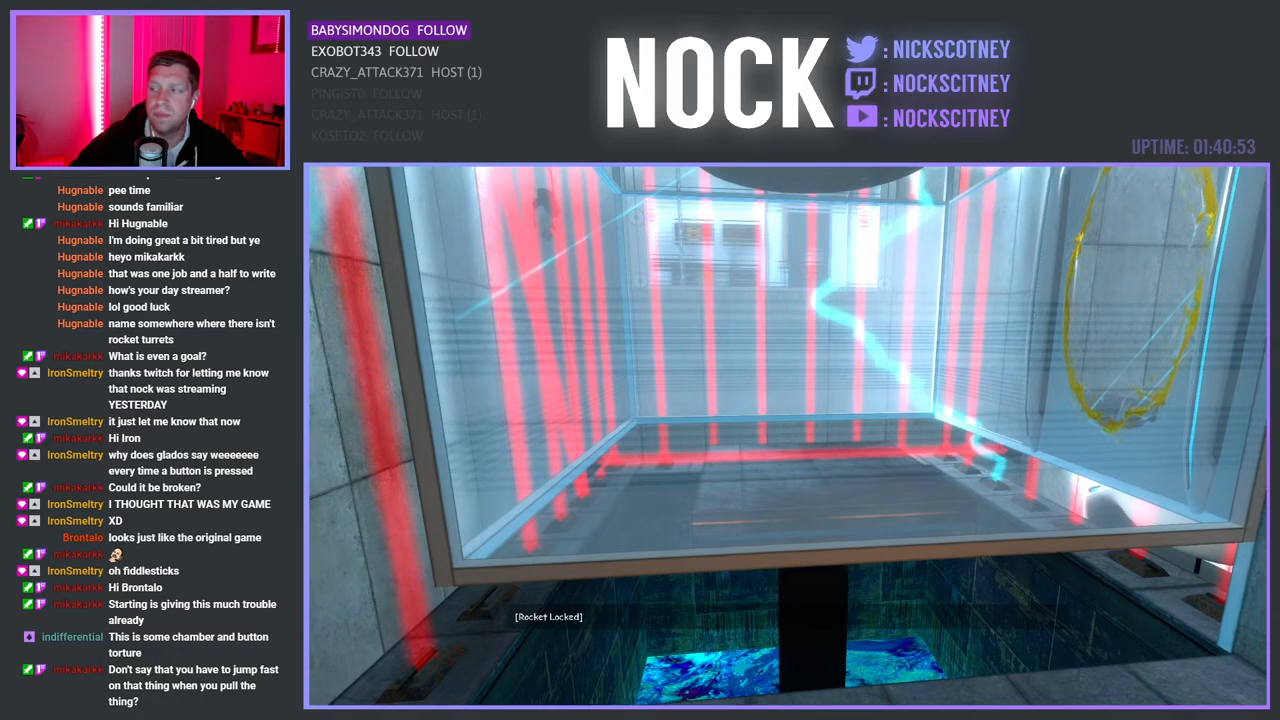 BABYSIMONDOG FOLLOW
EXOBOT343 FOLLOW
CRAZY_ATTACK371 HOST (1)
PINGIST0 FOLLOW
CRAZY_ATTACK371 HOST (1)
KOSETO2 FOLLOW
NOCK
: NICKSCOTNEY
: NOCKSCITNEY
: NOCKSCITNEY
UPTIME: 01:40:53
Hugnable pee time
Hugnable sounds familiar
mikakarkk Hi Hugnable
Hugnable I'm doing great a bit tired but ye
Hugnable heyo mikakarkk
Hugnable that was one job and a half to write
Hugnable how's your day streamer?
Hugnable lol good luck
Hugnable name somewhere where there isn't
rocket turrets
mikakarkk What is even a goal?
IronSmeltry thanks twitch for letting me know
that nock was streaming
YESTERDAY
IronSmeltry it just let me know that now
mikakarkk Hi Iron
IronSmeltry why does glados say weeeeeee
every time a button is pressed
mikakarkk Could it be broken?
IronSmeltry I THOUGHT THAT WAS MY GAME
IronSmeltry XD
Brontalo looks just like the original game
mikakarkk
IronSmeltry oh fiddlesticks
mikakarkk Hi Brontalo
mikakarkk Starting is giving this much trouble
already
indifferential This is some chamber and button
torture
mikakarkk Don't say that you have to jump fast
on that thing when you pull the
thing?
[Rocket Locked]